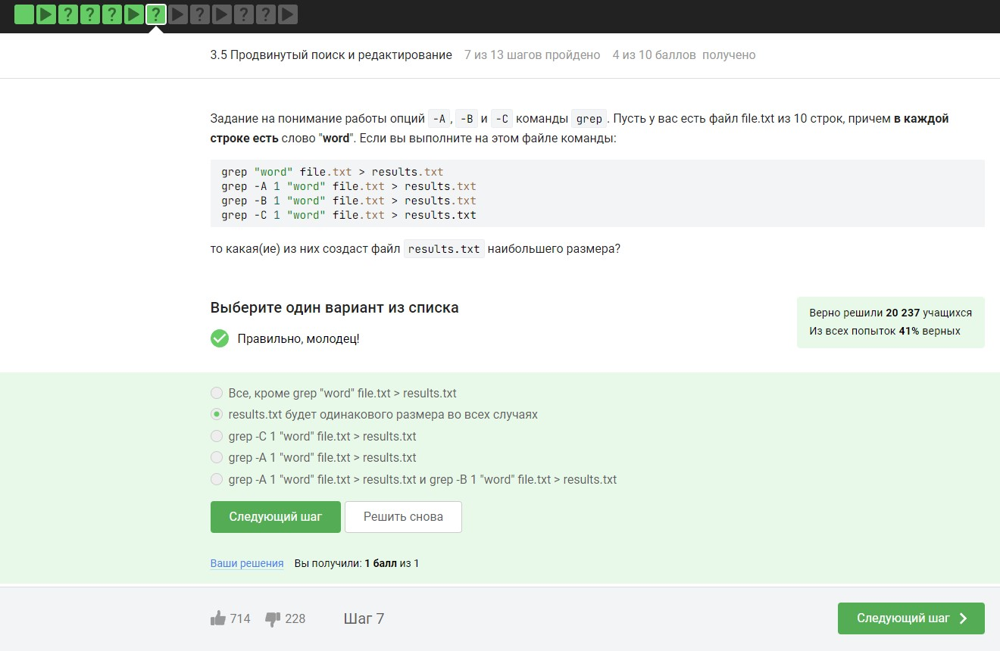 3.5 Продвинутый поиск и редактирование 7 из 13 шагов пройдено 4 из 10 баллов получено
Задание на понимание работы опций -A, -B и -C команды grep. Пусть у вас есть файл file.txt из 10 строк, причем в каждой
строке есть слово "word". Если вы выполните на этом файле команды:
grep "word" file.txt > results.txt
grep -A 1 "word" file.txt > results.txt
grep -B 1 "word" file.txt > results.txt
grep -C 1 "word" file.txt > results.txt
то какая(ие) из них создаст файл results.txt наибольшего размера?
Выберите один вариант из списка
Правильно, молодец!
Верно решили 20 237 учащихся
Из всех попыток 41% верных
Все, кроме grep "word" file.txt > results.txt
results.txt будет одинакового размера во всех случаях
grep -C 1 "word" file.txt > results.txt
grep -A 1 "word" file.txt > results.txt
grep -A 1 "word" file.txt > results.txt и grep -B 1 "word" file.txt > results.txt
Следующий шаг Решить снова
Ваши решения Вы получили: 1 балл из 1
714 228 Шаг 7 Следующий шаг